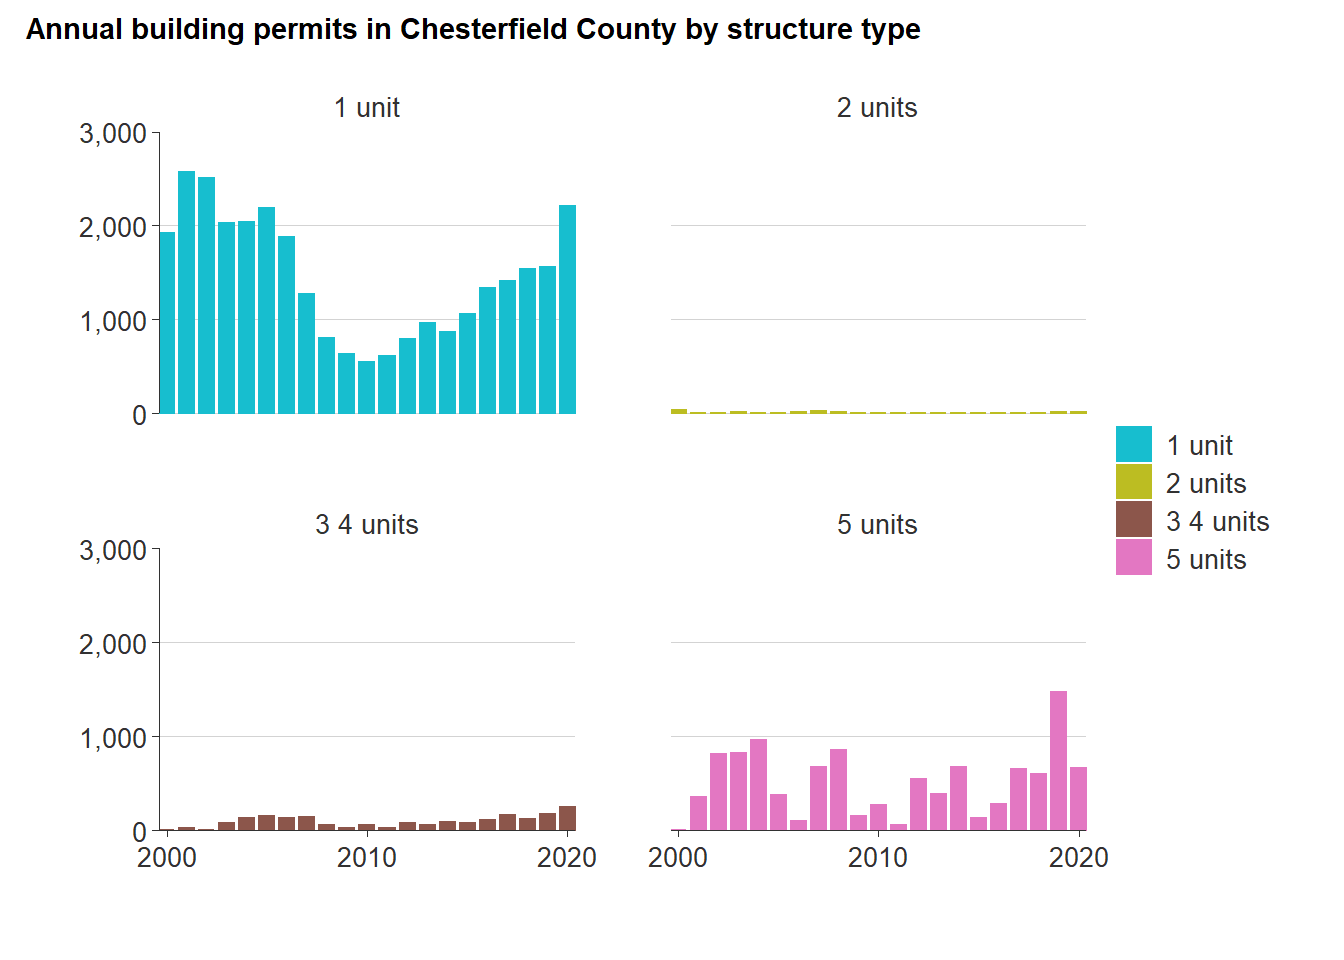 Annual building permits in Chesterfield County by structure type
1 unit
2 units
3,000
2,000
1,000
0
1 unit
2 units
3 4 units
5 units
3 4 units
5 units
3,000
2,000
1,000
0
2000 2010 2020
2000 2010 2020